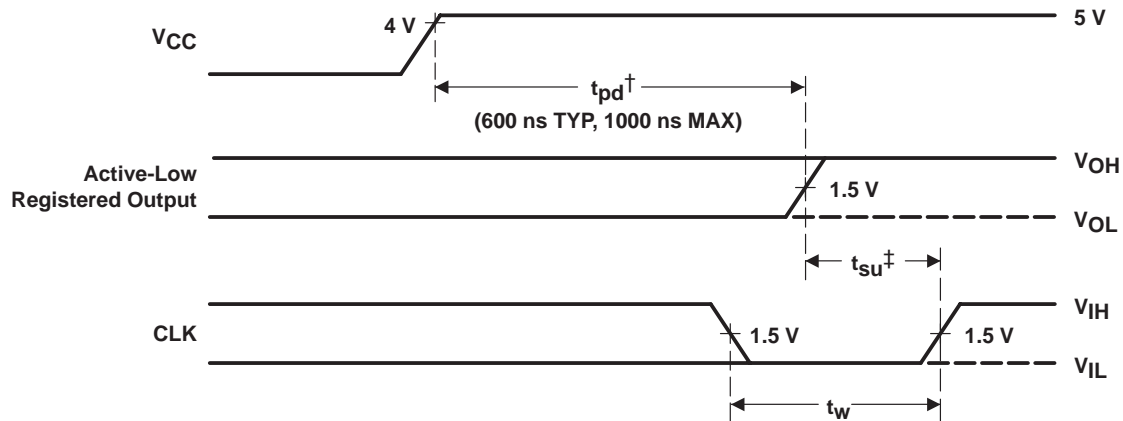 VCC
4 V
5 V
tpd†
(600 ns TYP, 1000 ns MAX)
Active-Low
Registered Output
VOH
1.5 V
VOL
tsu‡
CLK
VIH
1.5 V
1.5 V
VIL
tw